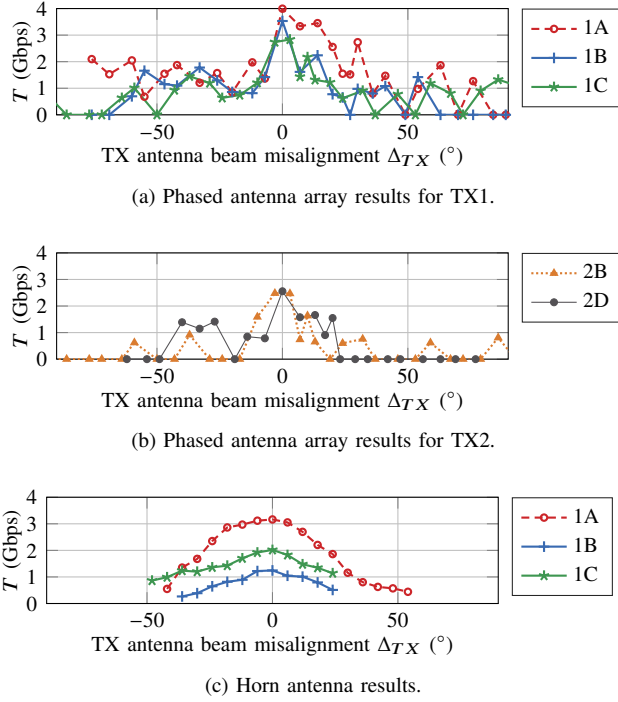 4
3
2
1
0
T (Gbps)
−50 0 50
TX antenna beam misalignment Δ_TX (°)
1A
1B
1C
(a) Phased antenna array results for TX1.
4
3
2
1
0
T (Gbps)
−50 0 50
TX antenna beam misalignment Δ_TX (°)
2B
2D
(b) Phased antenna array results for TX2.
4
3
2
1
0
T (Gbps)
−50 0 50
TX antenna beam misalignment Δ_TX (°)
1A
1B
1C
(c) Horn antenna results.